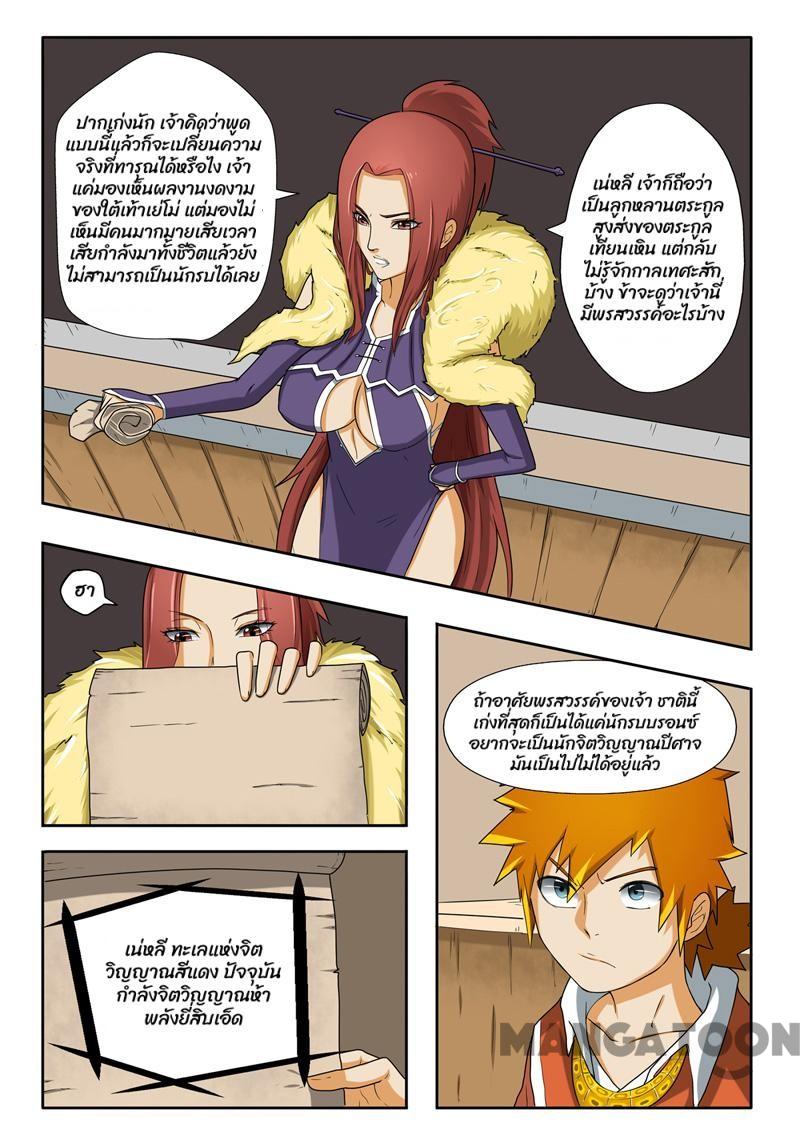 ปากเก่งนัก เจ้าคิดว่าพูด
แบบนี้แล้วก็จะเปลี่ยนความ
จริงที่ทารุณได้หรือไง เจ้า
แค่มองเห็นผลงานงดงาม
ของใต้เท้าเย่โม่ แต่มองไม่
เห็นมีคนมากมายเสียเวลา
เสียกำลังมาทั้งชีวิตแล้วยัง
ไม่สามารถเป็นนักรบได้เลย
เน่หลี เจ้าก็ถือว่า
เป็นลูกหลานตระกูล
สูงส่งของตระกูล
เทียนเหิน แต่กลับ
ไม่รู้จักกาลเทศะสัก
บ้าง ข้าจะดูว่าเจ้านี่
มีพรสวรรค์อะไรบ้าง
ฮา
ถ้าอาศัยพรสวรรค์ของเจ้า ชาตินี้
เก่งที่สุดก็เป็นได้แค่นักรบบรอนซ์
อยากจะเป็นนักจิตวิญญาณปีศาจ
มันเป็นไปไม่ได้อยู่แล้ว
เน่หลี ทะเลแห่งจิต
วิญญาณสีแดง ปัจจุบัน
กำลังจิตวิญญาณห้า
พลังยี่สิบเอ็ด
MANGATOON